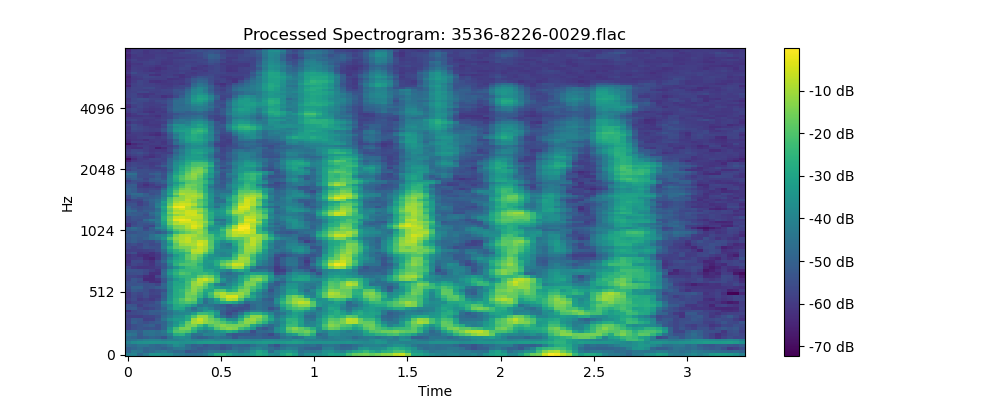 Processed Spectrogram: 3536-8226-0029.flac
Hz
4096
2048
1024
512
0
0 0.5 1 1.5 2 2.5 3
Time
-10 dB
-20 dB
-30 dB
-40 dB
-50 dB
-60 dB
-70 dB